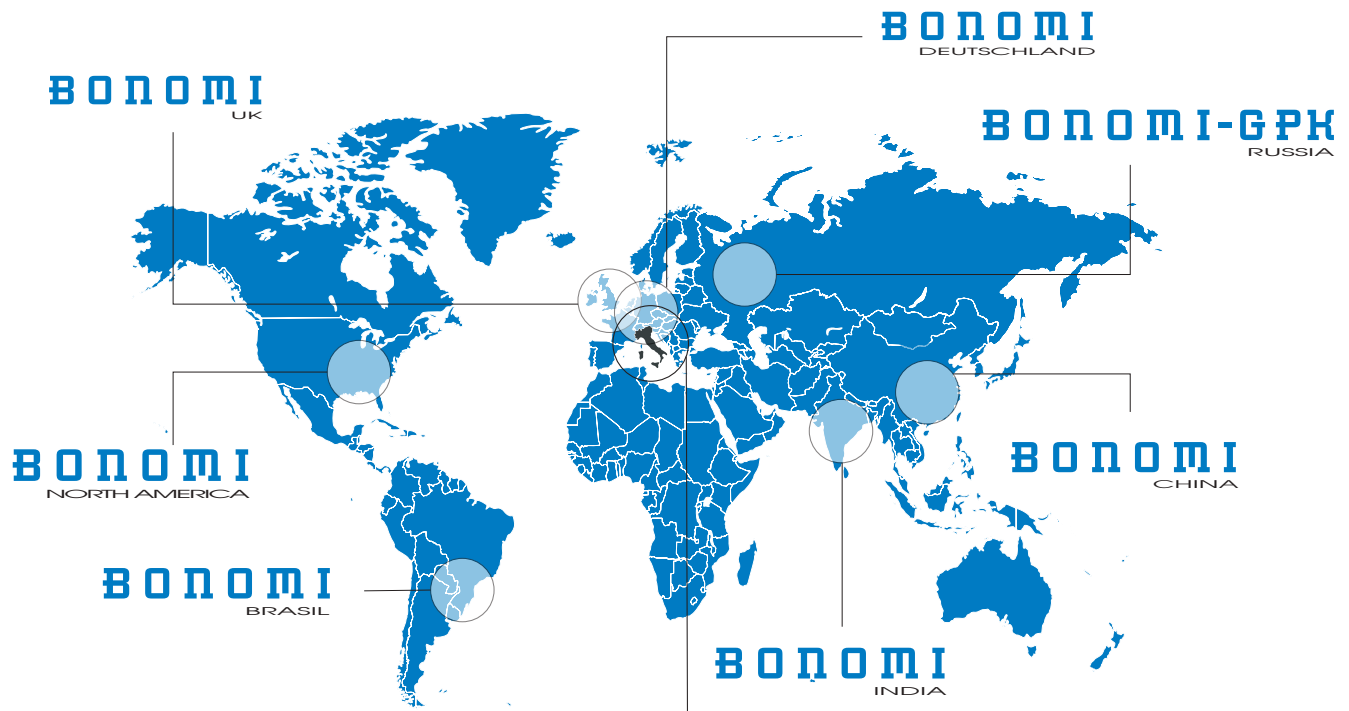 BONOMI
DEUTSCHLAND
BONOMI
UK
BONOMI-GPK
RUSSIA
BONOMI
NORTH AMERICA
BONOMI
CHINA
BONOMI
BRASIL
BONOMI
INDIA